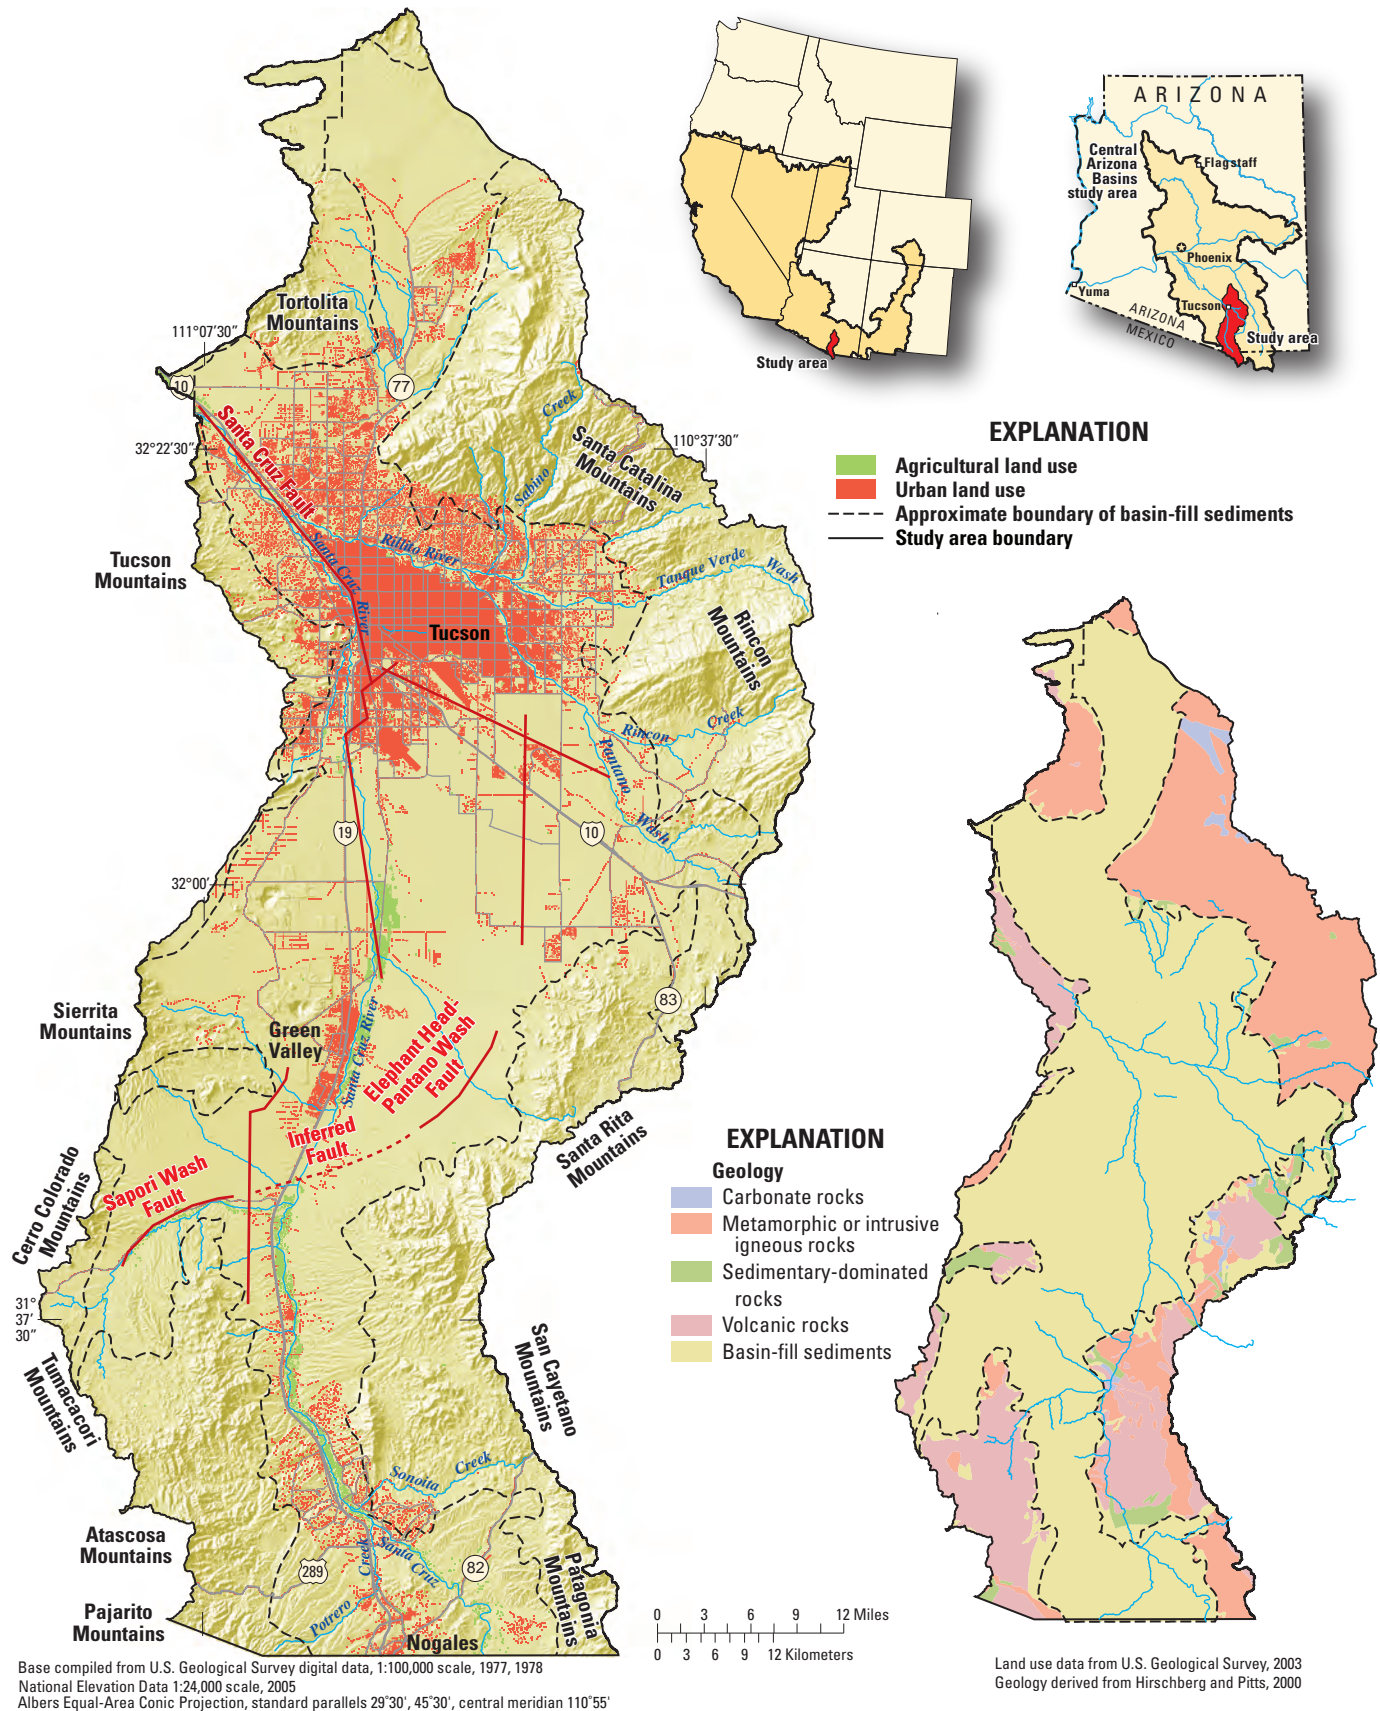 Tortolita
Mountains
111°07'30"
10
77
32°22'30"
Santa Cruz Fault
Creek
Sabino
Santa Catalina
Mountains
110°37'30"
Tucson
Mountains
Santa Cruz
River
Rillito River
Tanque Verde
Wash
Tucson
Rincon
Mountains
Rincon
Creek
Pantano
Wash
19
10
32°00'
83
Sierrita
Mountains
Green
Valley
Santa Cruz River
Elephant Head-
Pantano Wash
Fault
Inferred
Fault
Santa Rita
Mountains
Cerro Colorado
Mountains
Sapori Wash
Fault
31°
37'
30"
Tumacacori
Mountains
San Cayetano
Mountains
Sonoita
Creek
Atascosa
Mountains
289
Creek
Santa
Cruz
82
Patagonia
Mountains
Pajarito
Mountains
Potrero
Nogales
Study area
ARIZONA
Central
Arizona
Basins
study area
Flagstaff
Phoenix
Yuma
Tucson
ARIZONA
MEXICO
Study area
EXPLANATION
Agricultural land use
Urban land use
Approximate boundary of basin-fill sediments
Study area boundary
EXPLANATION
Geology
Carbonate rocks
Metamorphic or intrusive
igneous rocks
Sedimentary-dominated
rocks
Volcanic rocks
Basin-fill sediments
0 3 6 9 12 Miles
0 3 6 9 12 Kilometers
Base compiled from U.S. Geological Survey digital data, 1:100,000 scale, 1977, 1978
National Elevation Data 1:24,000 scale, 2005
Albers Equal-Area Conic Projection, standard parallels 29°30', 45°30', central meridian 110°55'
Land use data from U.S. Geological Survey, 2003
Geology derived from Hirschberg and Pitts, 2000